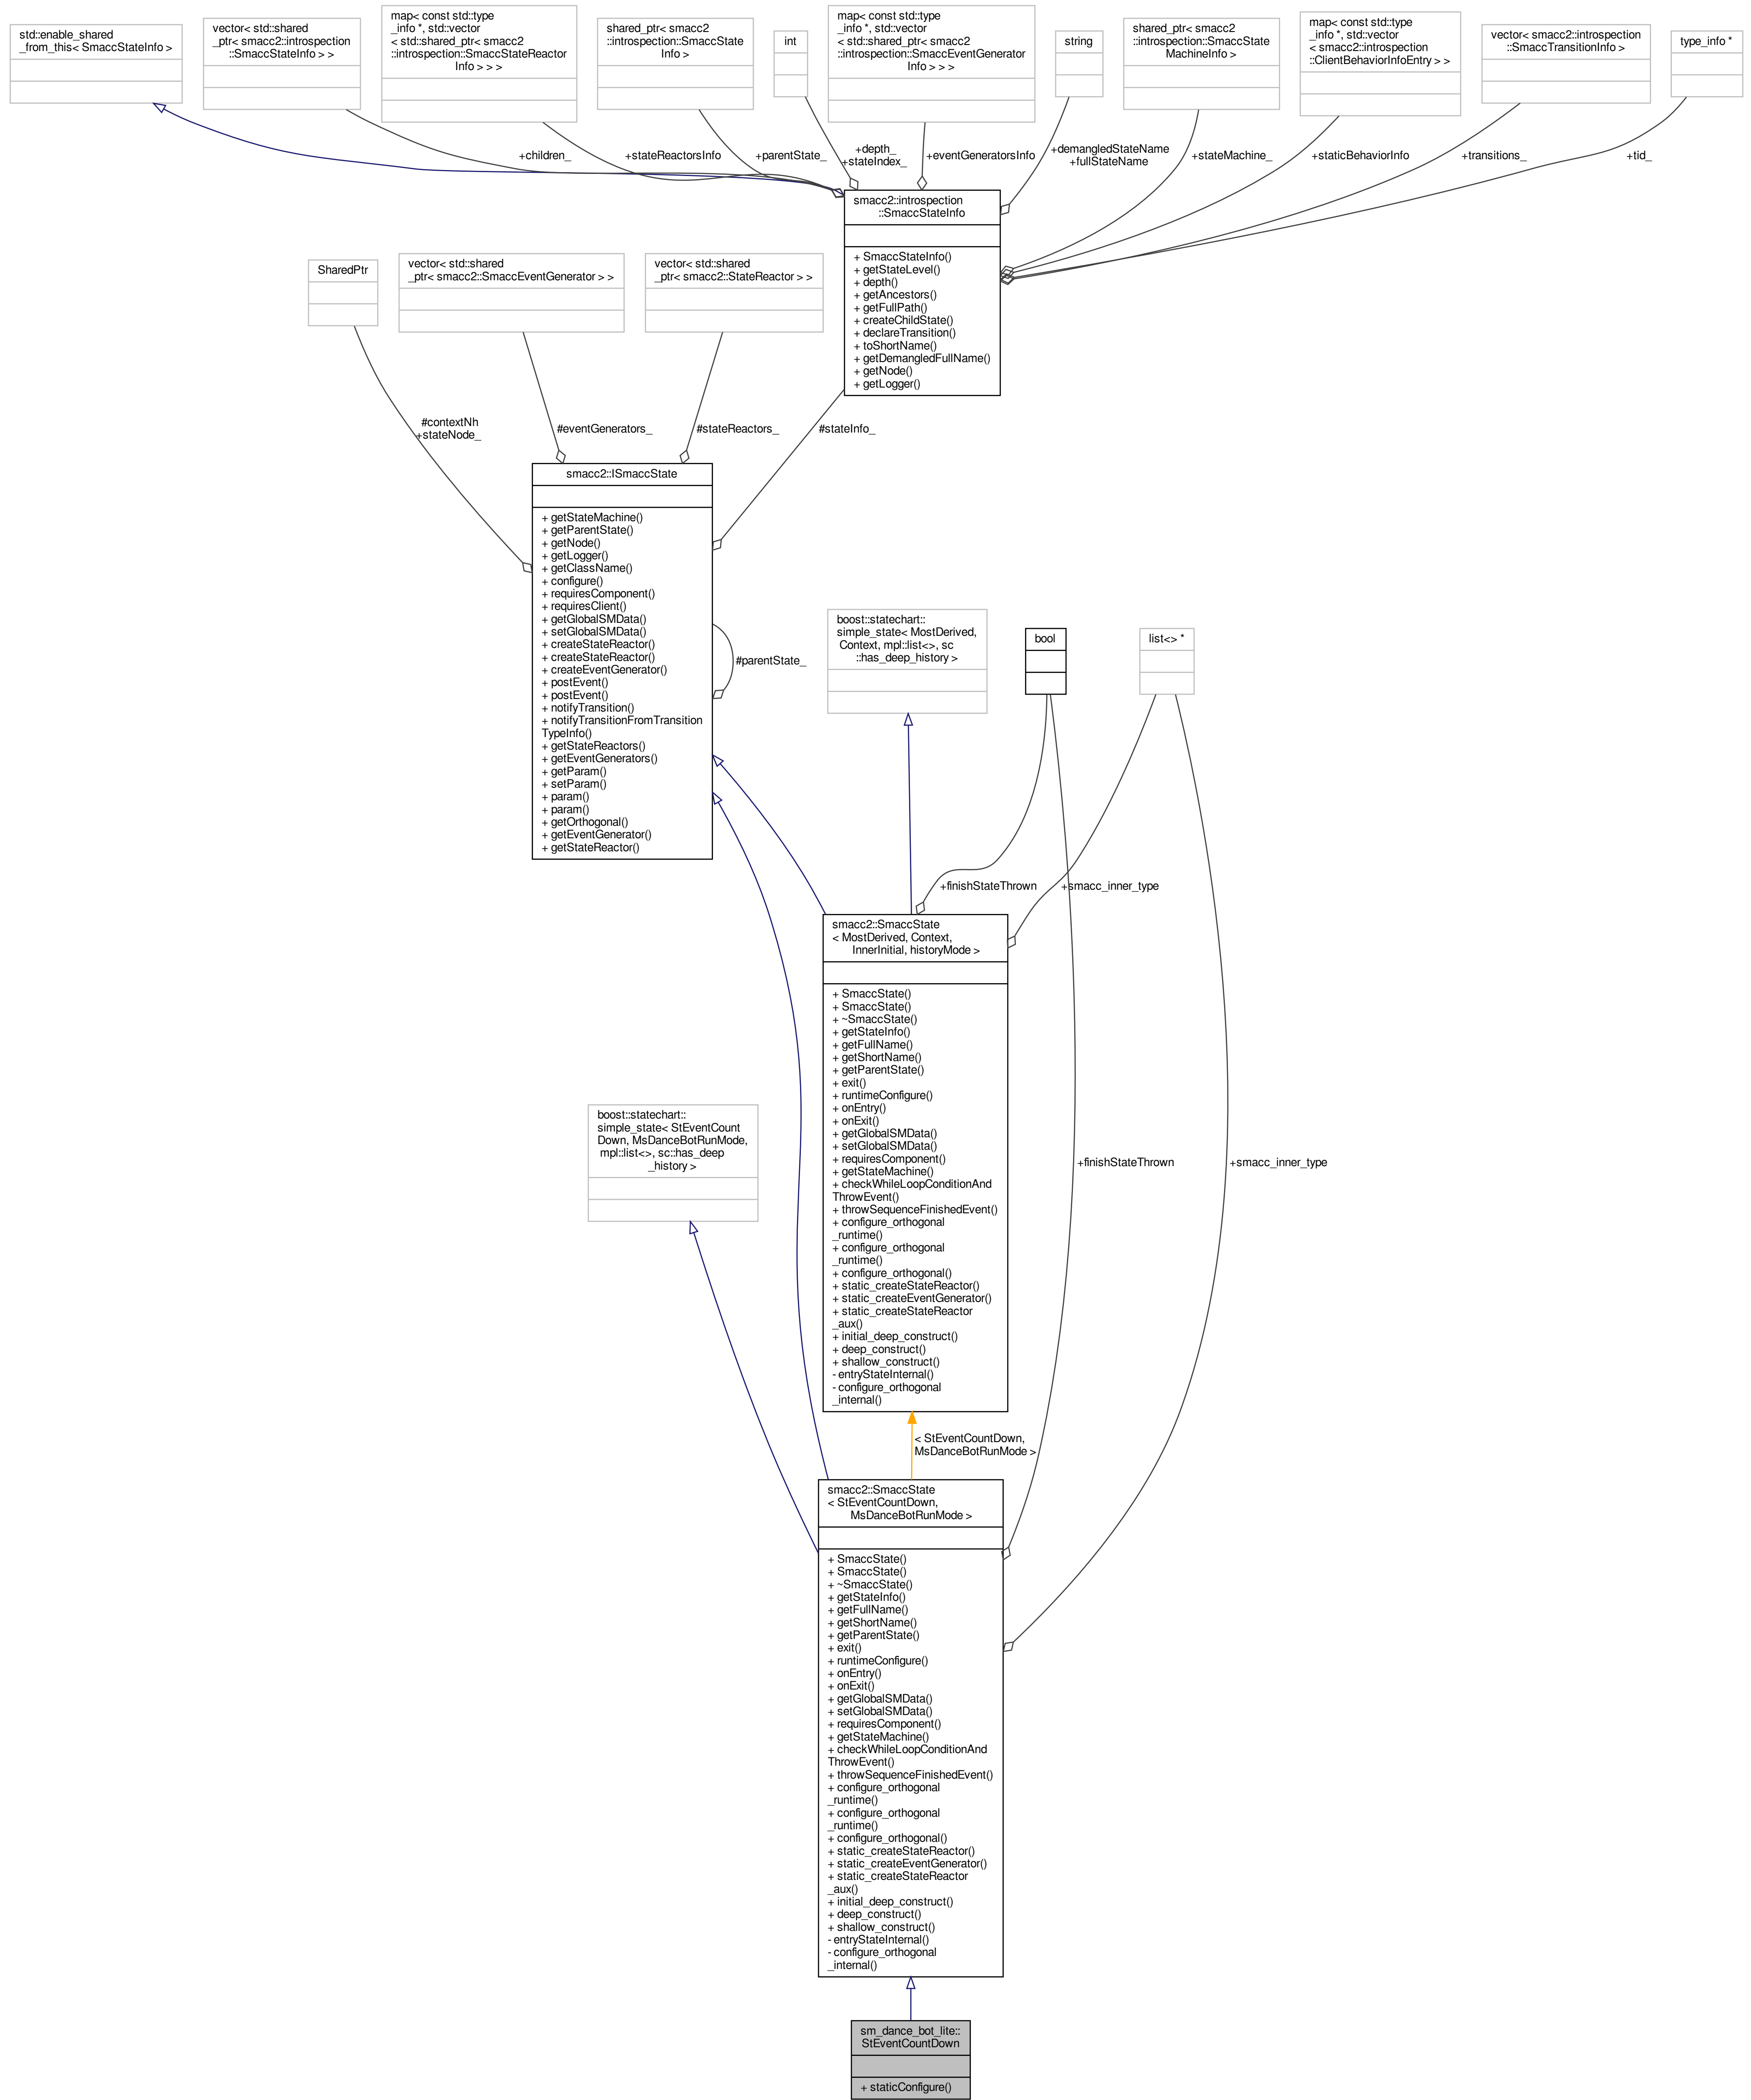 std::enable_shared
_from_this< SmaccStateInfo >
vector< std::shared
_ptr< smacc2::introspection
::SmaccStateInfo > >
map< const std::type
_info *, std::vector
< std::shared_ptr< smacc2
::introspection::SmaccStateReactor
Info > > >
shared_ptr< smacc2
::introspection::SmaccState
Info >
int
map< const std::type
_info *, std::vector
< std::shared_ptr< smacc2
::introspection::SmaccEventGenerator
Info > > >
string
shared_ptr< smacc2
::introspection::SmaccState
MachineInfo >
map< const std::type
_info *, std::vector
< smacc2::introspection
::ClientBehaviorInfoEntry > >
vector< smacc2::introspection
::SmaccTransitionInfo >
type_info *
+children_
+stateReactorsInfo
+parentState_
+depth_
+stateIndex_
+eventGeneratorsInfo
+demangledStateName
+fullStateName
+stateMachine_
+staticBehaviorInfo
+transitions_
+tid_
smacc2::introspection
::SmaccStateInfo
+ SmaccStateInfo()
+ getStateLevel()
+ depth()
+ getAncestors()
+ getFullPath()
+ createChildState()
+ declareTransition()
+ toShortName()
+ getDemangledFullName()
+ getNode()
+ getLogger()
SharedPtr
vector< std::shared
_ptr< smacc2::SmaccEventGenerator > >
vector< std::shared
_ptr< smacc2::StateReactor > >
#contextNh
+stateNode_
#eventGenerators_
#stateReactors_
#stateInfo_
smacc2::ISmaccState
+ getStateMachine()
+ getParentState()
+ getNode()
+ getLogger()
+ getClassName()
+ configure()
+ requiresComponent()
+ requiresClient()
+ getGlobalSMData()
+ setGlobalSMData()
+ createStateReactor()
+ createStateReactor()
+ createEventGenerator()
+ postEvent()
+ postEvent()
+ notifyTransition()
+ notifyTransitionFromTransition
TypeInfo()
+ getStateReactors()
+ getEventGenerators()
+ getParam()
+ setParam()
+ param()
+ param()
+ getOrthogonal()
+ getEventGenerator()
+ getStateReactor()
#parentState_
boost::statechart::
simple_state< MostDerived,
Context, mpl::list<>, sc
::has_deep_history >
bool
list<> *
+finishStateThrown
+smacc_inner_type
smacc2::SmaccState
< MostDerived, Context,
InnerInitial, historyMode >
+ SmaccState()
+ SmaccState()
+ ~SmaccState()
+ getStateInfo()
+ getFullName()
+ getShortName()
+ getParentState()
+ exit()
+ runtimeConfigure()
+ onEntry()
+ onExit()
+ getGlobalSMData()
+ setGlobalSMData()
+ requiresComponent()
+ getStateMachine()
+ checkWhileLoopConditionAnd
ThrowEvent()
+ throwSequenceFinishedEvent()
+ configure_orthogonal
_runtime()
+ configure_orthogonal
_runtime()
+ configure_orthogonal()
+ static_createStateReactor()
+ static_createEventGenerator()
+ static_createStateReactor
_aux()
+ initial_deep_construct()
+ deep_construct()
+ shallow_construct()
- entryStateInternal()
- configure_orthogonal
_internal()
boost::statechart::
simple_state< StEventCount
Down, MsDanceBotRunMode,
mpl::list<>, sc::has_deep
_history >
+finishStateThrown
+smacc_inner_type
< StEventCountDown,
MsDanceBotRunMode >
smacc2::SmaccState
< StEventCountDown,
MsDanceBotRunMode >
+ SmaccState()
+ SmaccState()
+ ~SmaccState()
+ getStateInfo()
+ getFullName()
+ getShortName()
+ getParentState()
+ exit()
+ runtimeConfigure()
+ onEntry()
+ onExit()
+ getGlobalSMData()
+ setGlobalSMData()
+ requiresComponent()
+ getStateMachine()
+ checkWhileLoopConditionAnd
ThrowEvent()
+ throwSequenceFinishedEvent()
+ configure_orthogonal
_runtime()
+ configure_orthogonal
_runtime()
+ configure_orthogonal()
+ static_createStateReactor()
+ static_createEventGenerator()
+ static_createStateReactor
_aux()
+ initial_deep_construct()
+ deep_construct()
+ shallow_construct()
- entryStateInternal()
- configure_orthogonal
_internal()
sm_dance_bot_lite::
StEventCountDown
+ staticConfigure()